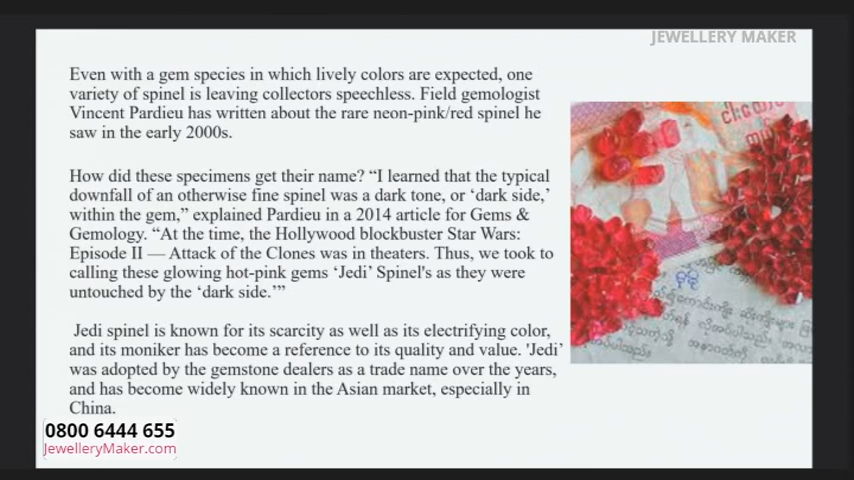 JEWELLERY MAKER
Even with a gem species in which lively colors are expected, one
variety of spinel is leaving collectors speechless. Field gemologist
Vincent Pardieu has written about the rare neon-pink/red spinel he
saw in the early 2000s.
How did these specimens get their name? “I learned that the typical
downfall of an otherwise fine spinel was a dark tone, or ‘dark side,’
within the gem,” explained Pardieu in a 2014 article for Gems &
Gemology. “At the time, the Hollywood blockbuster Star Wars:
Episode II — Attack of the Clones was in theaters. Thus, we took to
calling these glowing hot-pink gems ‘Jedi’ Spinel's as they were
untouched by the ‘dark side.’”
Jedi spinel is known for its scarcity as well as its electrifying color,
and its moniker has become a reference to its quality and value. 'Jedi’
was adopted by the gemstone dealers as a trade name over the years,
and has become widely known in the Asian market, especially in
China.
0800 6444 655
JewelleryMaker.com